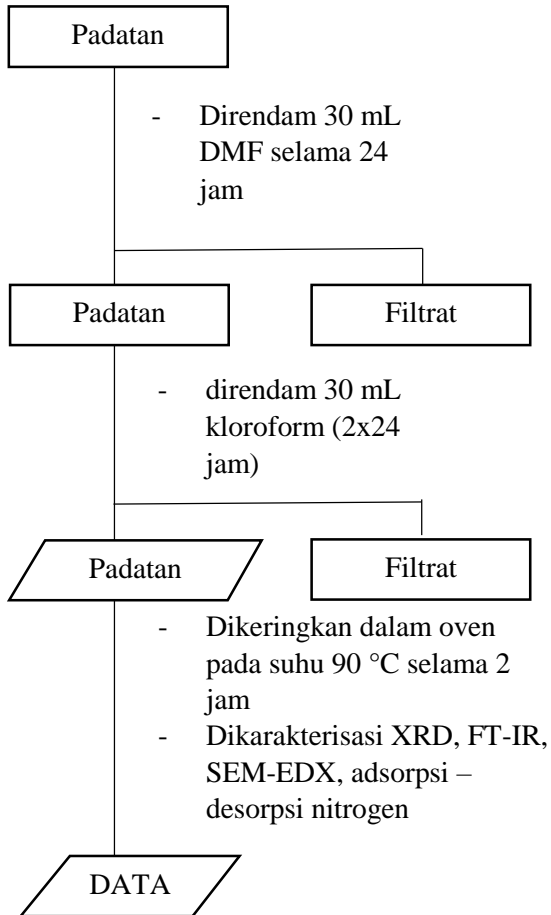 Padatan
- Direndam 30 mL
DMF selama 24
jam
Padatan
Filtrat
- direndam 30 mL
kloroform (2x24
jam)
Padatan
Filtrat
- Dikeringkan dalam oven
pada suhu 90 °C selama 2
jam
- Dikarakterisasi XRD, FT-IR,
SEM-EDX, adsorpsi –
desorpsi nitrogen
DATA